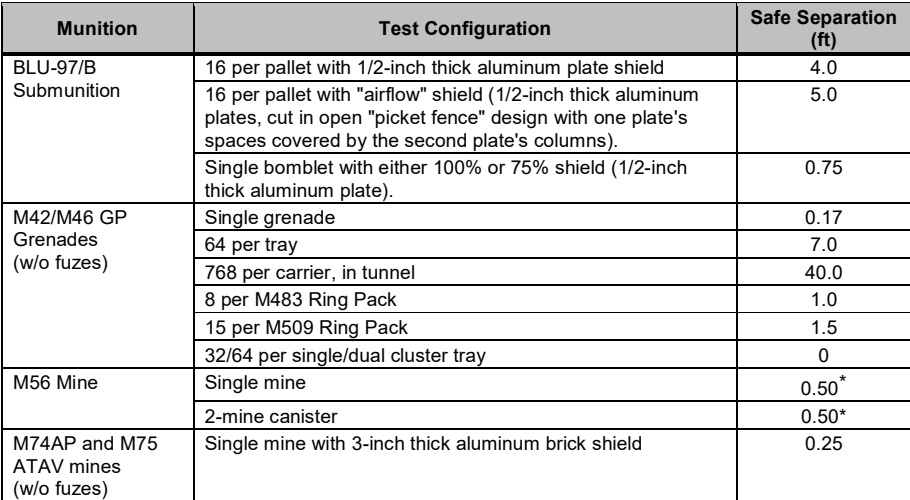 Munition Test Configuration Safe Separation (ft)
BLU-97/B Submunition 16 per pallet with 1/2-inch thick aluminum plate shield 4.0
16 per pallet with "airflow" shield (1/2-inch thick aluminum 5.0
plates, cut in open "picket fence" design with one plate's
spaces covered by the second plate's columns).
Single bomblet with either 100% or 75% shield (1/2-inch 0.75
thick aluminum plate).
M42/M46 GP Grenades (w/o fuzes) Single grenade 0.17
64 per tray 7.0
768 per carrier, in tunnel 40.0
8 per M483 Ring Pack 1.0
15 per M509 Ring Pack 1.5
32/64 per single/dual cluster tray 0
M56 Mine Single mine 0.50*
2-mine canister 0.50*
M74AP and M75 Single mine with 3-inch thick aluminum brick shield 0.25
ATAV mines
(w/o fuzes)